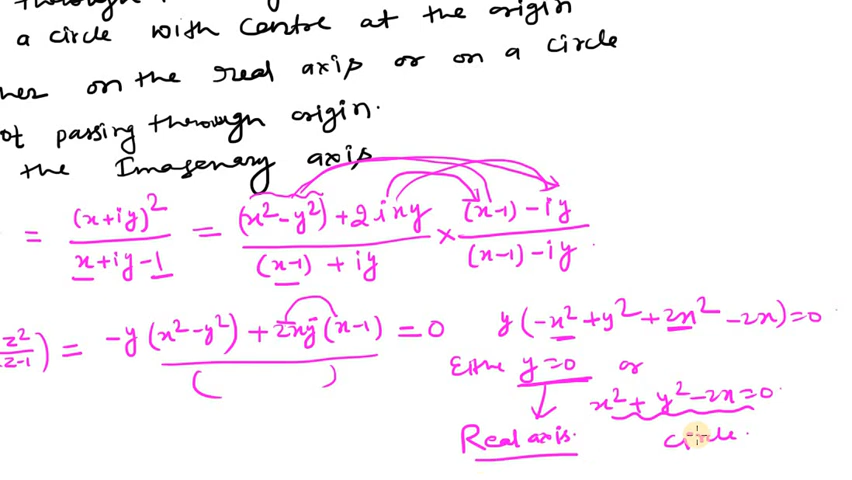 through
a circle with centre at the origin
her on the real axis or on a circle
ot passing through origin.
the Imagenary axis
= (x+iy)² / x+iy-1 = (x²-y²)+2ixy / (x-1)+iy × (x-1)-iy / (x-1)-iy
(z²/z-1) = -y(x²-y²)+2xy(x-1) / ( ) = 0 y(-x²+y²+2x²-2x)=0
Either y=0 or
x²+y²-2x=0
Real axis. circle.